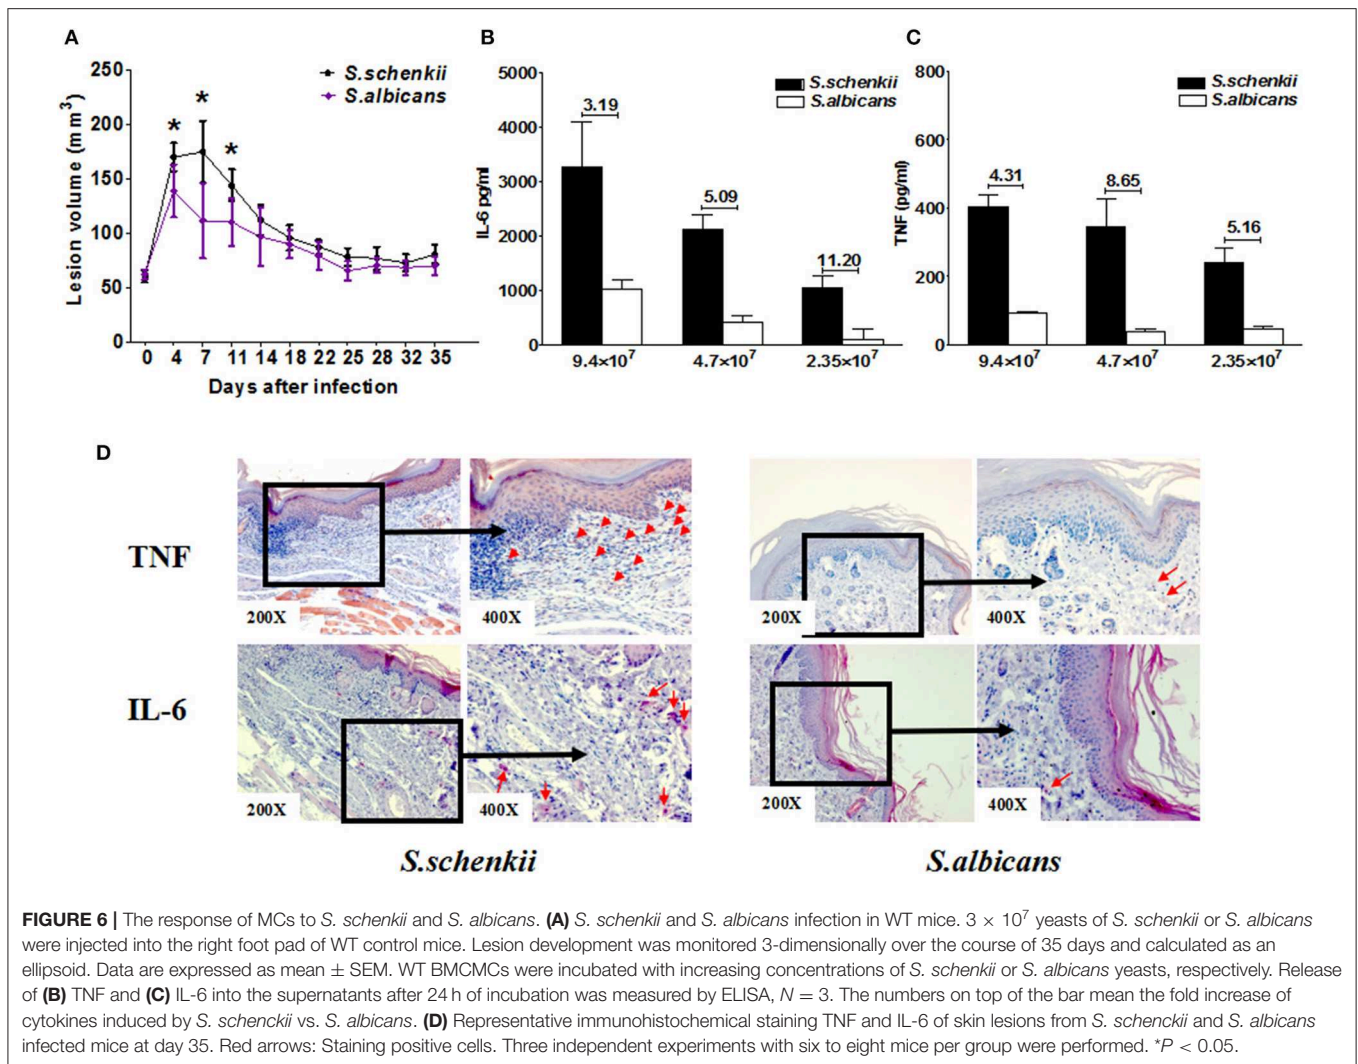 A
250
200
150
100
50
0
Lesion volume (mm³)
S.schenkii
S.albicans
*
*
*
0 4 7 11 14 18 22 25 28 32 35
Days after infection
B
5000
4000
3000
2000
1000
0
IL-6 pg/ml
S.schenkii
S.albicans
3.19
5.09
11.20
9.4×10⁷ 4.7×10⁷ 2.35×10⁷
C
800
600
400
200
0
TNF (pg/ml)
S.schenkii
S.albicans
4.31
8.65
5.16
9.4×10⁷ 4.7×10⁷ 2.35×10⁷
D
TNF
200X
400X
200X
400X
IL-6
200X
400X
200X
400X
S.schenkii
S.albicans
FIGURE 6 | The response of MCs to S. schenkii and S. albicans. (A) S. schenkii and S. albicans infection in WT mice. 3 × 10⁷ yeasts of S. schenkii or S. albicans
were injected into the right foot pad of WT control mice. Lesion development was monitored 3-dimensionally over the course of 35 days and calculated as an
ellipsoid. Data are expressed as mean ± SEM. WT BMCMCs were incubated with increasing concentrations of S. schenkii or S. albicans yeasts, respectively. Release
of (B) TNF and (C) IL-6 into the supernatants after 24 h of incubation was measured by ELISA, N = 3. The numbers on top of the bar mean the fold increase of
cytokines induced by S. schenckii vs. S. albicans. (D) Representative immunohistochemical staining TNF and IL-6 of skin lesions from S. schenckii and S. albicans
infected mice at day 35. Red arrows: Staining positive cells. Three independent experiments with six to eight mice per group were performed. *P < 0.05.